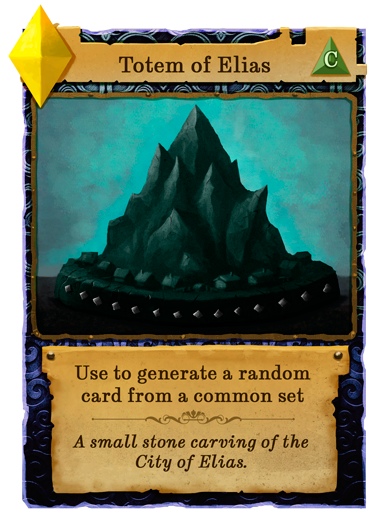 Totem of Elias
C
Use to generate a random
card from a common set
A small stone carving of the
City of Elias.